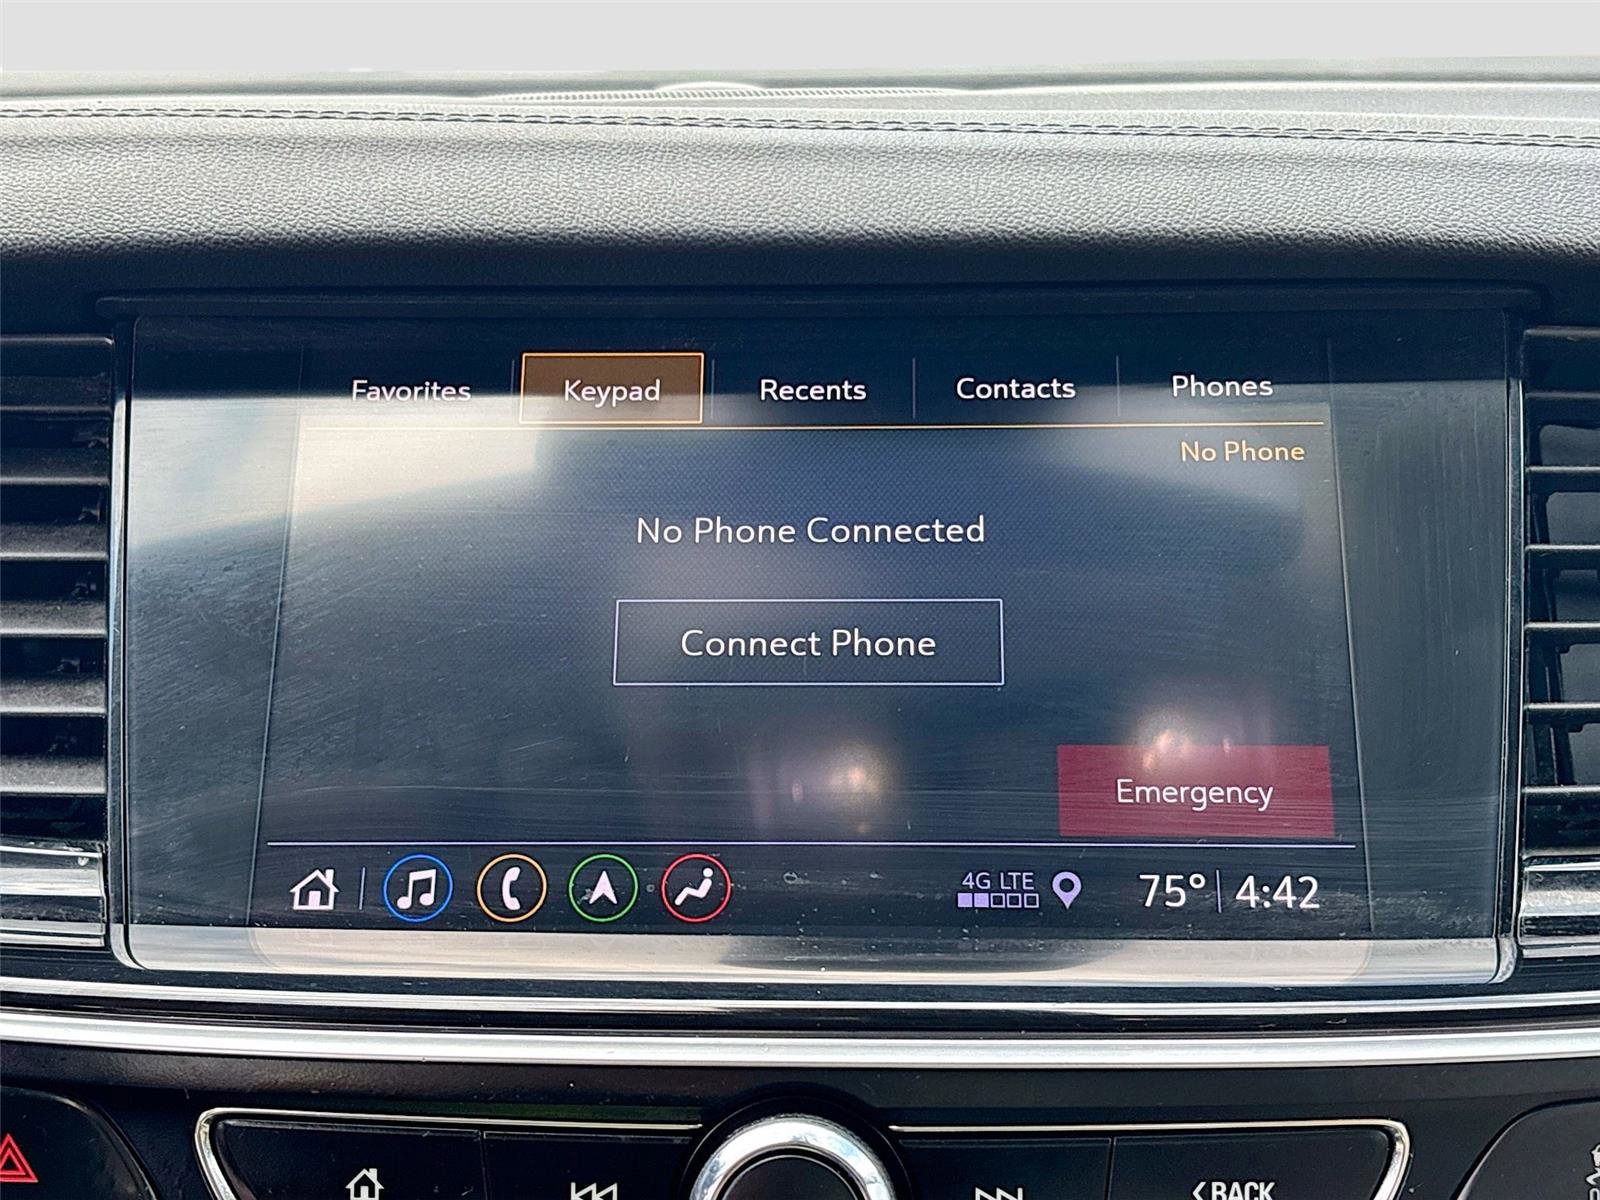 Favorites Keypad Recents Contacts Phones
No Phone
No Phone Connected
Connect Phone
Emergency
4G LTE 75° 4:42
BACK